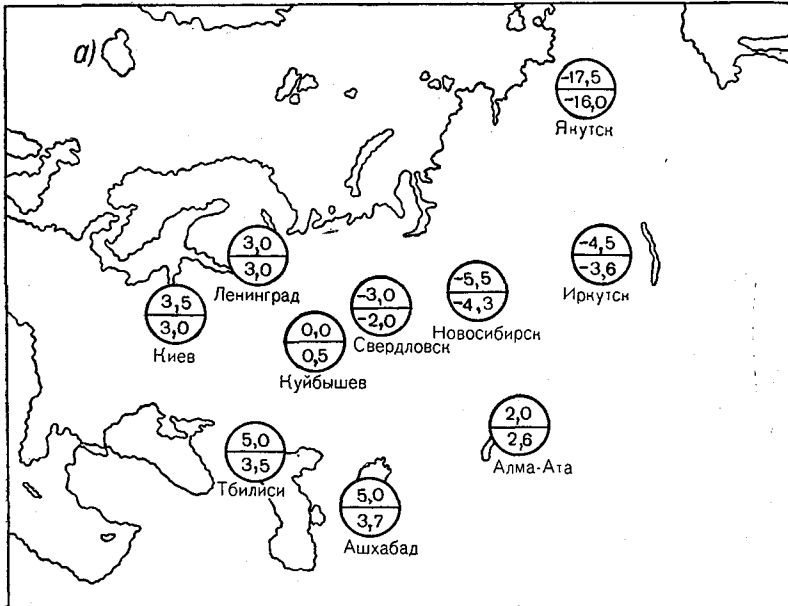 а)
-17,5
-16,0
Якутск
3,0
3,0
Ленинград
-4,5
-3,6
Иркутск
-5,5
-4,3
Новосибирск
-3,0
-2,0
Свердловск
3,5
3,0
Киев
0,0
0,5
Куйбышев
2,0
2,6
Алма-Ата
5,0
3,5
Тбилиси
5,0
3,7
Ашхабад